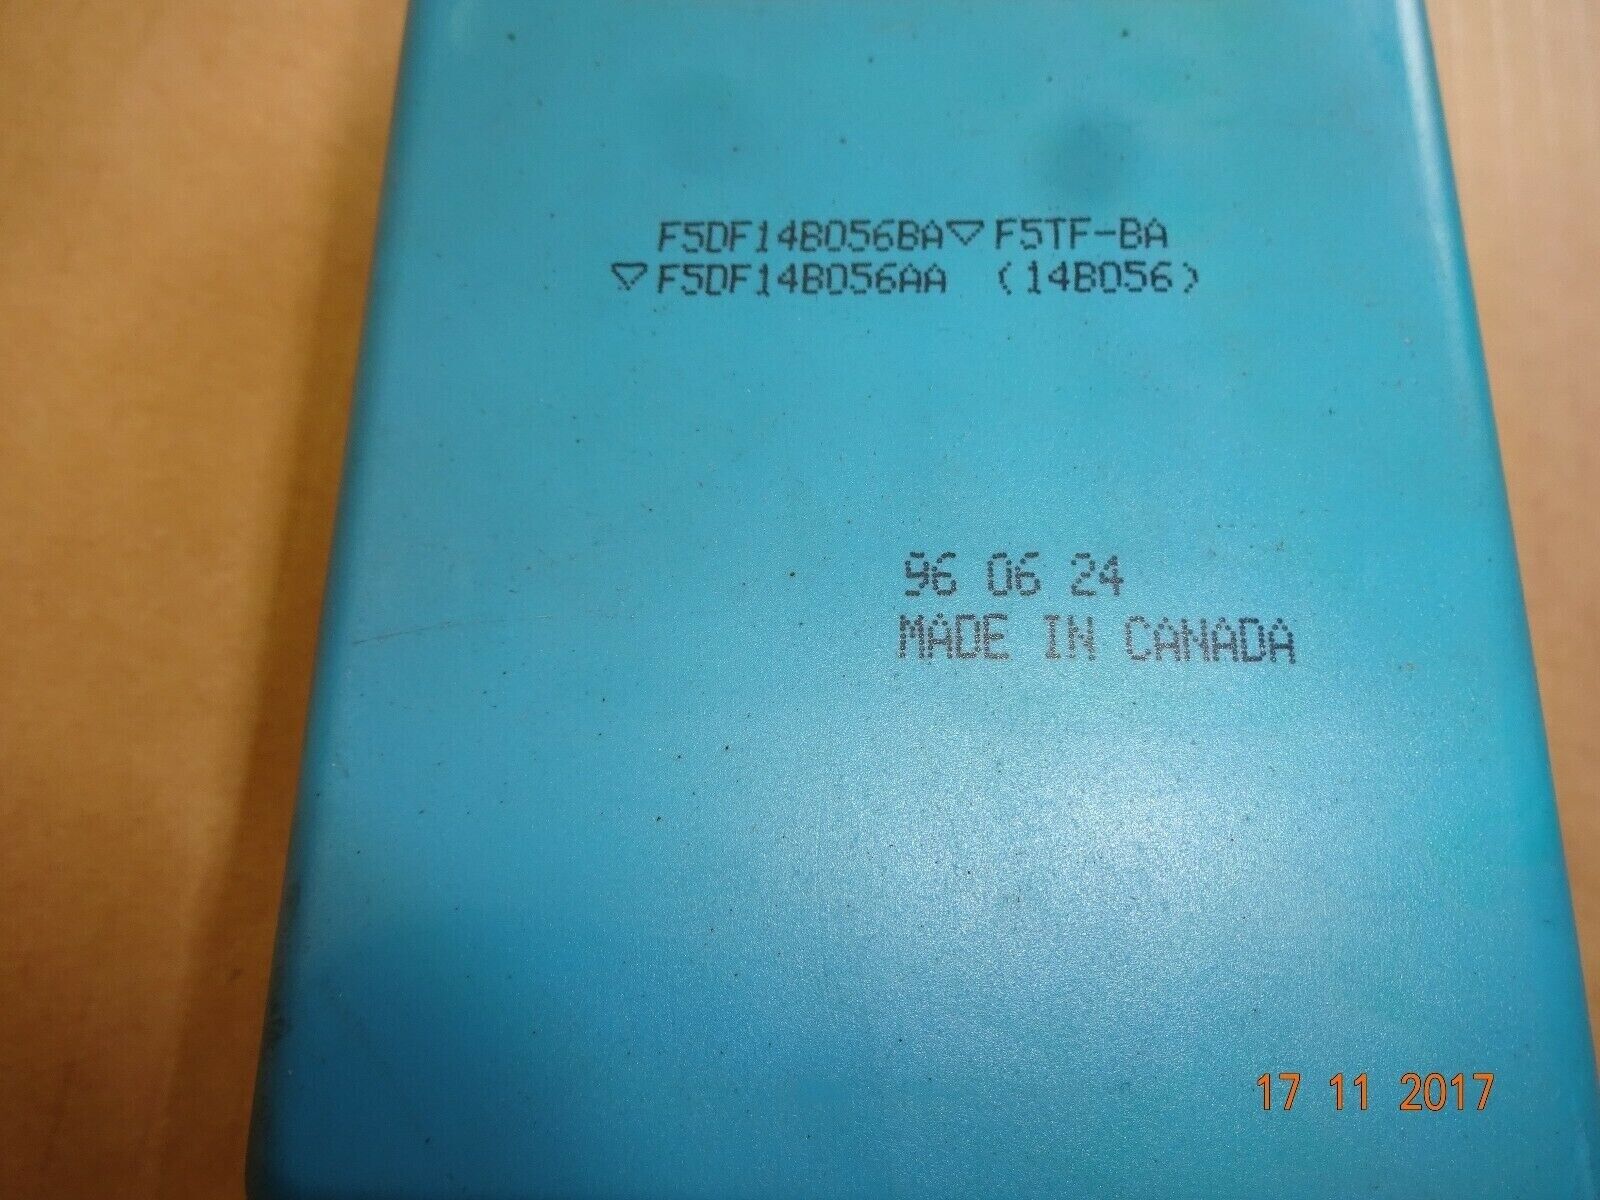 F5DF14B056BA▽ F5TF-BA
▽F5DF14B056AA (14B056)
96 06 24
MADE IN CANADA
17 11 2017